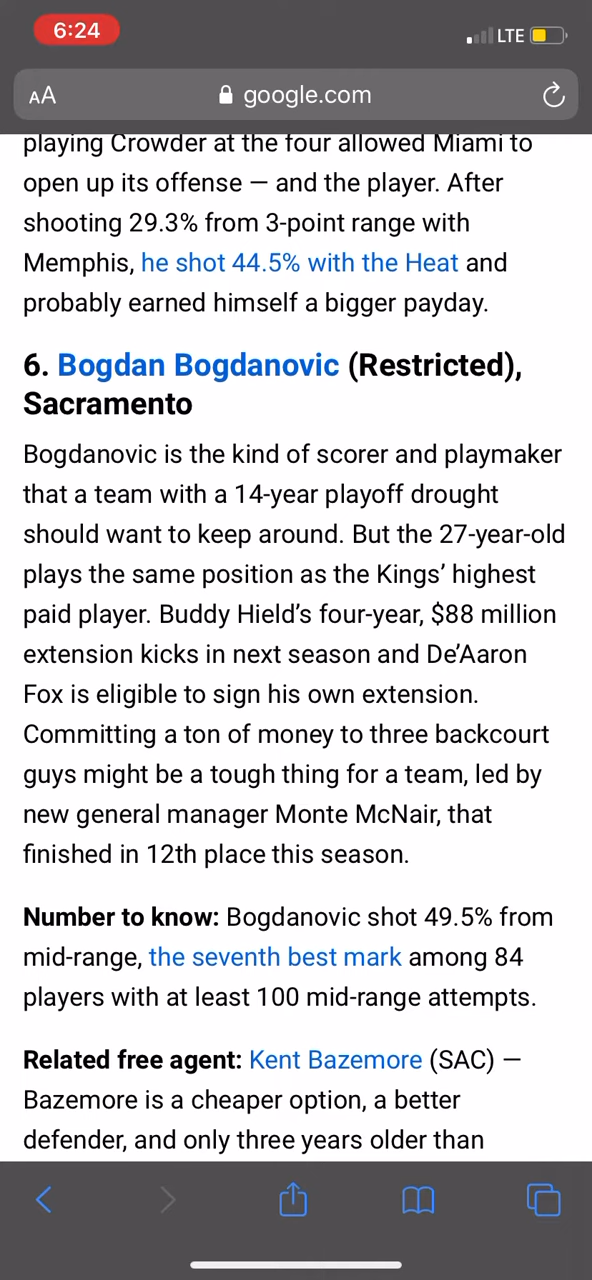 6:24
LTE
AA
google.com
playing Crowder at the four allowed Miami to
open up its offense — and the player. After
shooting 29.3% from 3-point range with
Memphis, he shot 44.5% with the Heat and
probably earned himself a bigger payday.
6. Bogdan Bogdanovic (Restricted),
Sacramento
Bogdanovic is the kind of scorer and playmaker
that a team with a 14-year playoff drought
should want to keep around. But the 27-year-old
plays the same position as the Kings’ highest
paid player. Buddy Hield’s four-year, $88 million
extension kicks in next season and De’Aaron
Fox is eligible to sign his own extension.
Committing a ton of money to three backcourt
guys might be a tough thing for a team, led by
new general manager Monte McNair, that
finished in 12th place this season.
Number to know: Bogdanovic shot 49.5% from
mid-range, the seventh best mark among 84
players with at least 100 mid-range attempts.
Related free agent: Kent Bazemore (SAC) —
Bazemore is a cheaper option, a better
defender, and only three years older than